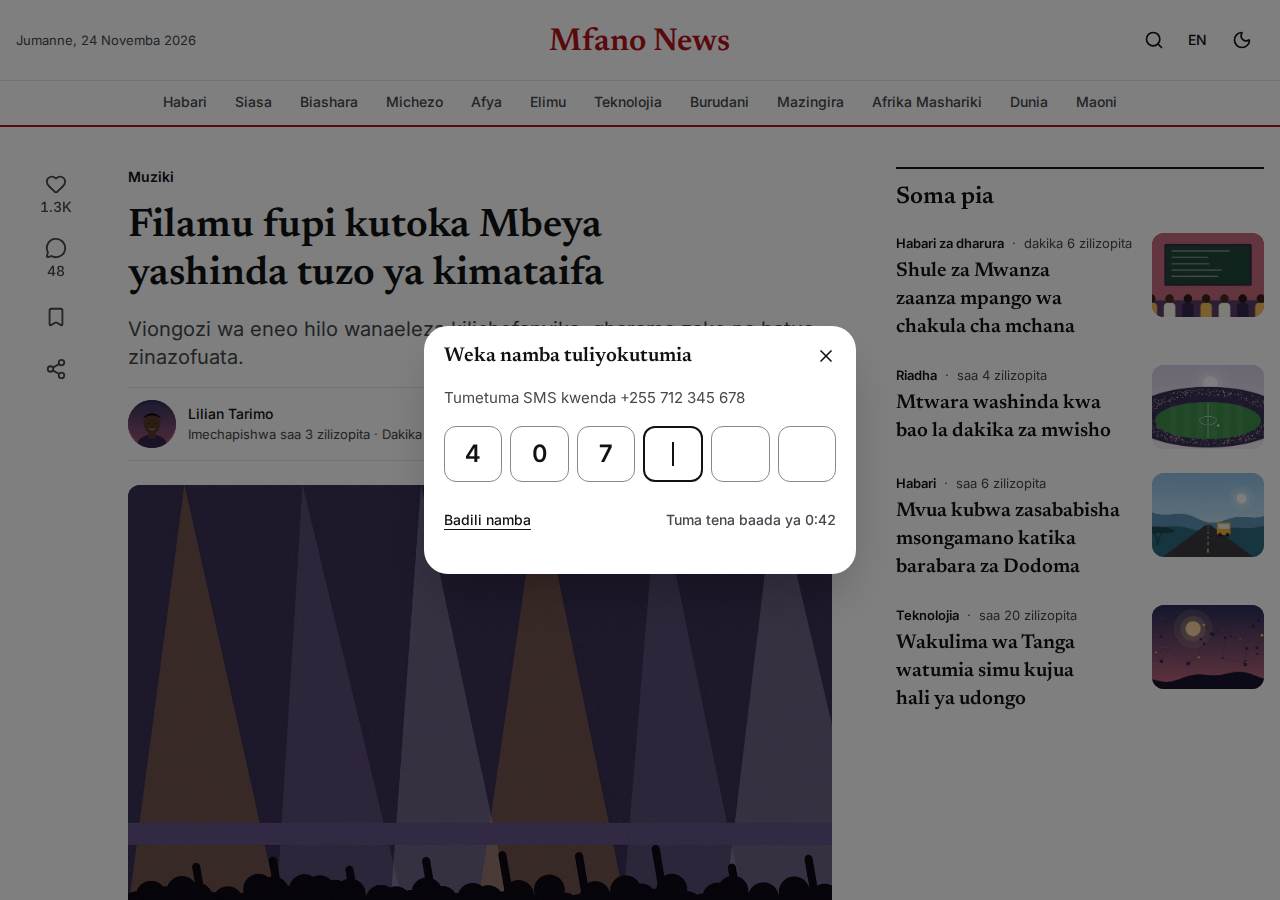 Jumanne, 24 Novemba 2026
Mfano News
EN
Habari Siasa Biashara Michezo Afya Elimu Teknolojia Burudani Mazingira Afrika Mashariki Dunia Maoni
1.3K
48
Muziki
Filamu fupi kutoka Mbeya
yashinda tuzo ya kimataifa
Viongozi wa eneo hilo wanaeleza
zinazofuata.
Lilian Tarimo
Imechapishwa saa 3 zilizopita · Dakika
Weka namba tuliyokutumia
Tumetuma SMS kwenda +255 712 345 678
4 0 7
Badili namba
Tuma tena baada ya 0:42
Soma pia
Habari za dharura · dakika 6 zilizopita
Shule za Mwanza
zaanza mpango wa
chakula cha mchana
Riadha · saa 4 zilizopita
Mtwara washinda kwa
bao la dakika za mwisho
Habari · saa 6 zilizopita
Mvua kubwa zasababisha
msongamano katika
barabara za Dodoma
Teknolojia · saa 20 zilizopita
Wakulima wa Tanga
watumia simu kujua
hali ya udongo